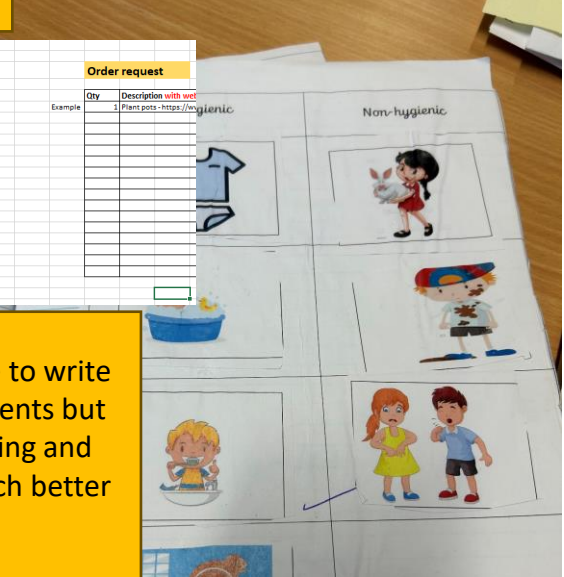 Order request
Qty Description with web
Example 1 Plant pots - https://w
gienic Non-hygienic
to write
ents but
ing and
ch better